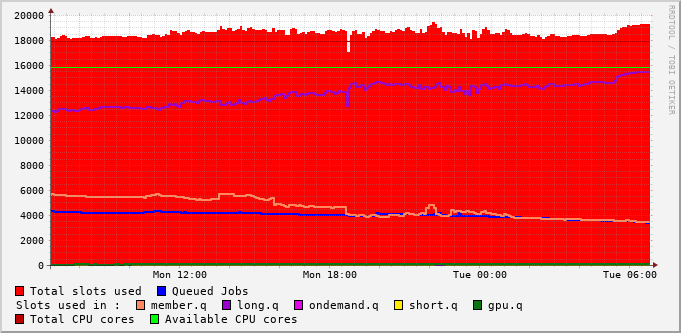 20000
18000
16000
14000
12000
10000
8000
6000
4000
2000
0
Mon 12:00 Mon 18:00 Tue 00:00 Tue 06:00
Total slots used Queued Jobs
Slots used in : member.q long.q ondemand.q short.q gpu.q
Total CPU cores Available CPU cores
RRDTOOL / TOBI OETIKER